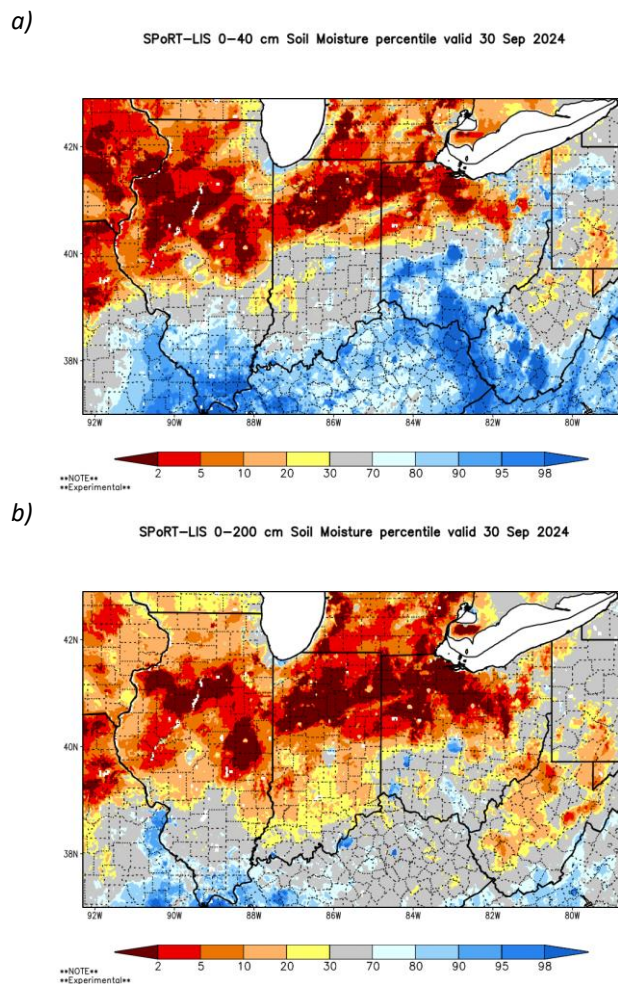 a)
SPoRT-LIS 0-40 cm Soil Moisture percentile valid 30 Sep 2024
42N
40N
38N
92W 90W 88W 86W 84W 82W 80W
2 5 10 20 30 70 80 90 95 98
**NOTE**
**Experimental**
b)
SPoRT-LIS 0-200 cm Soil Moisture percentile valid 30 Sep 2024
42N
40N
38N
92W 90W 88W 86W 84W 82W 80W
2 5 10 20 30 70 80 90 95 98
**NOTE**
**Experimental**